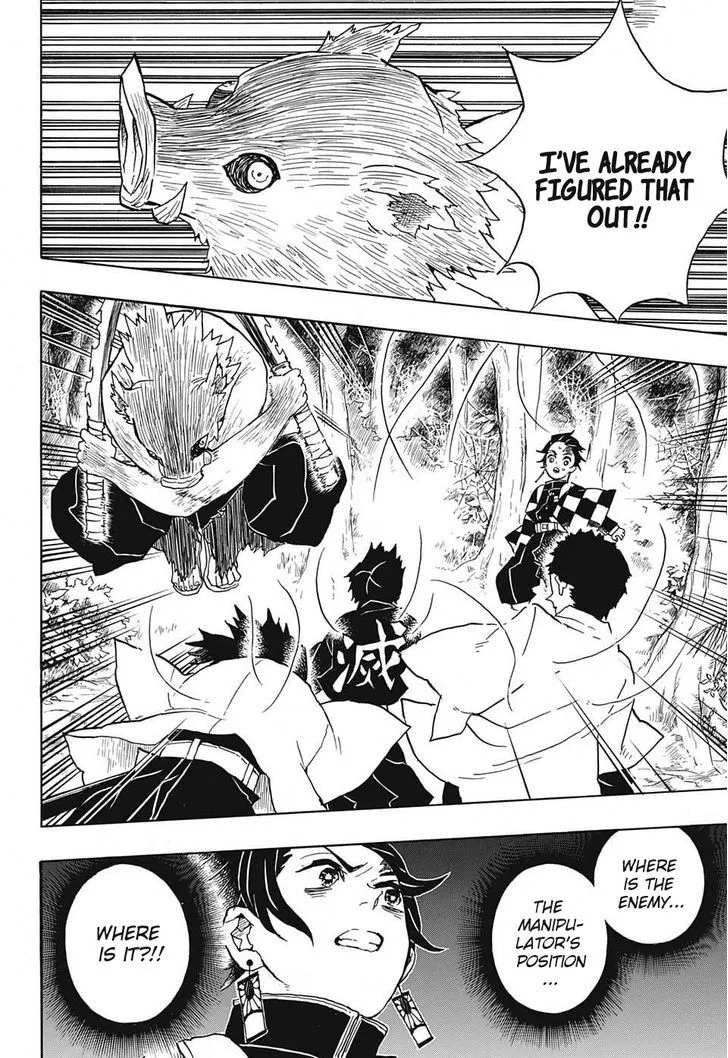 I'VE ALREADY
FIGURED THAT
OUT!!
滅
WHERE
IS THE
ENEMY...
THE
MANIPU-
LATOR'S
POSITION
...
WHERE
IS IT?!!